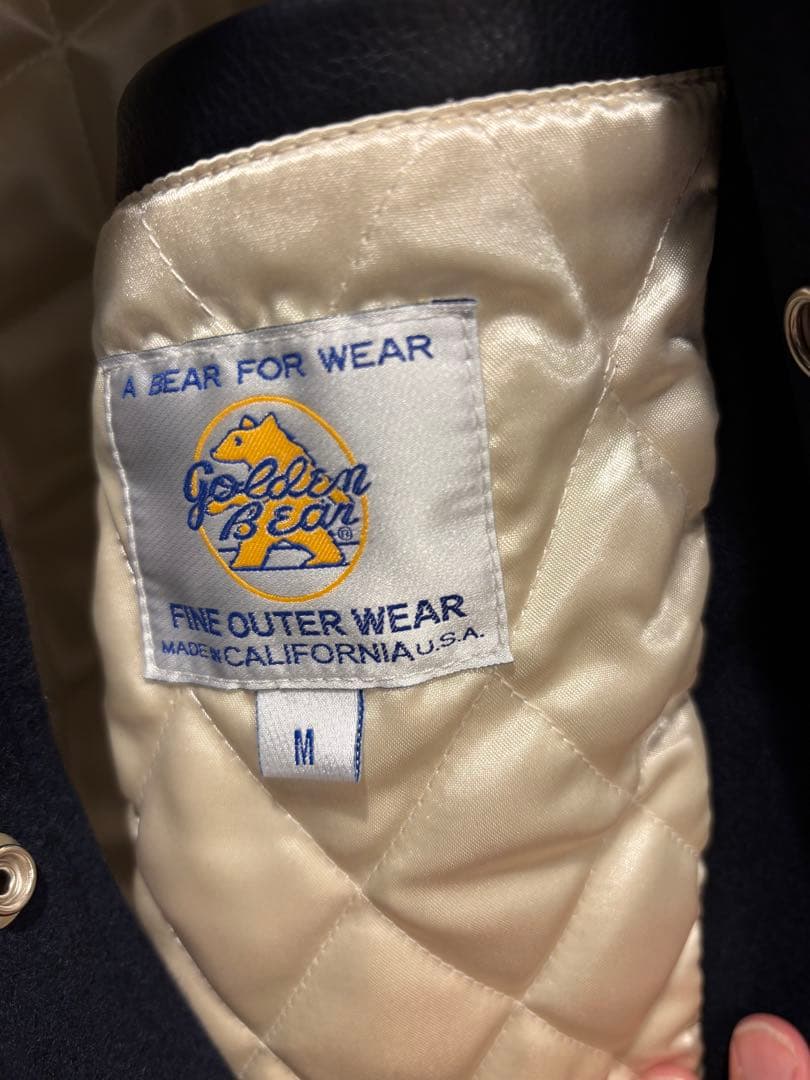 A BEAR FOR WEAR
Golden
Bear
®
FINE OUTER WEAR
MADE IN CALIFORNIA U.S.A.
M